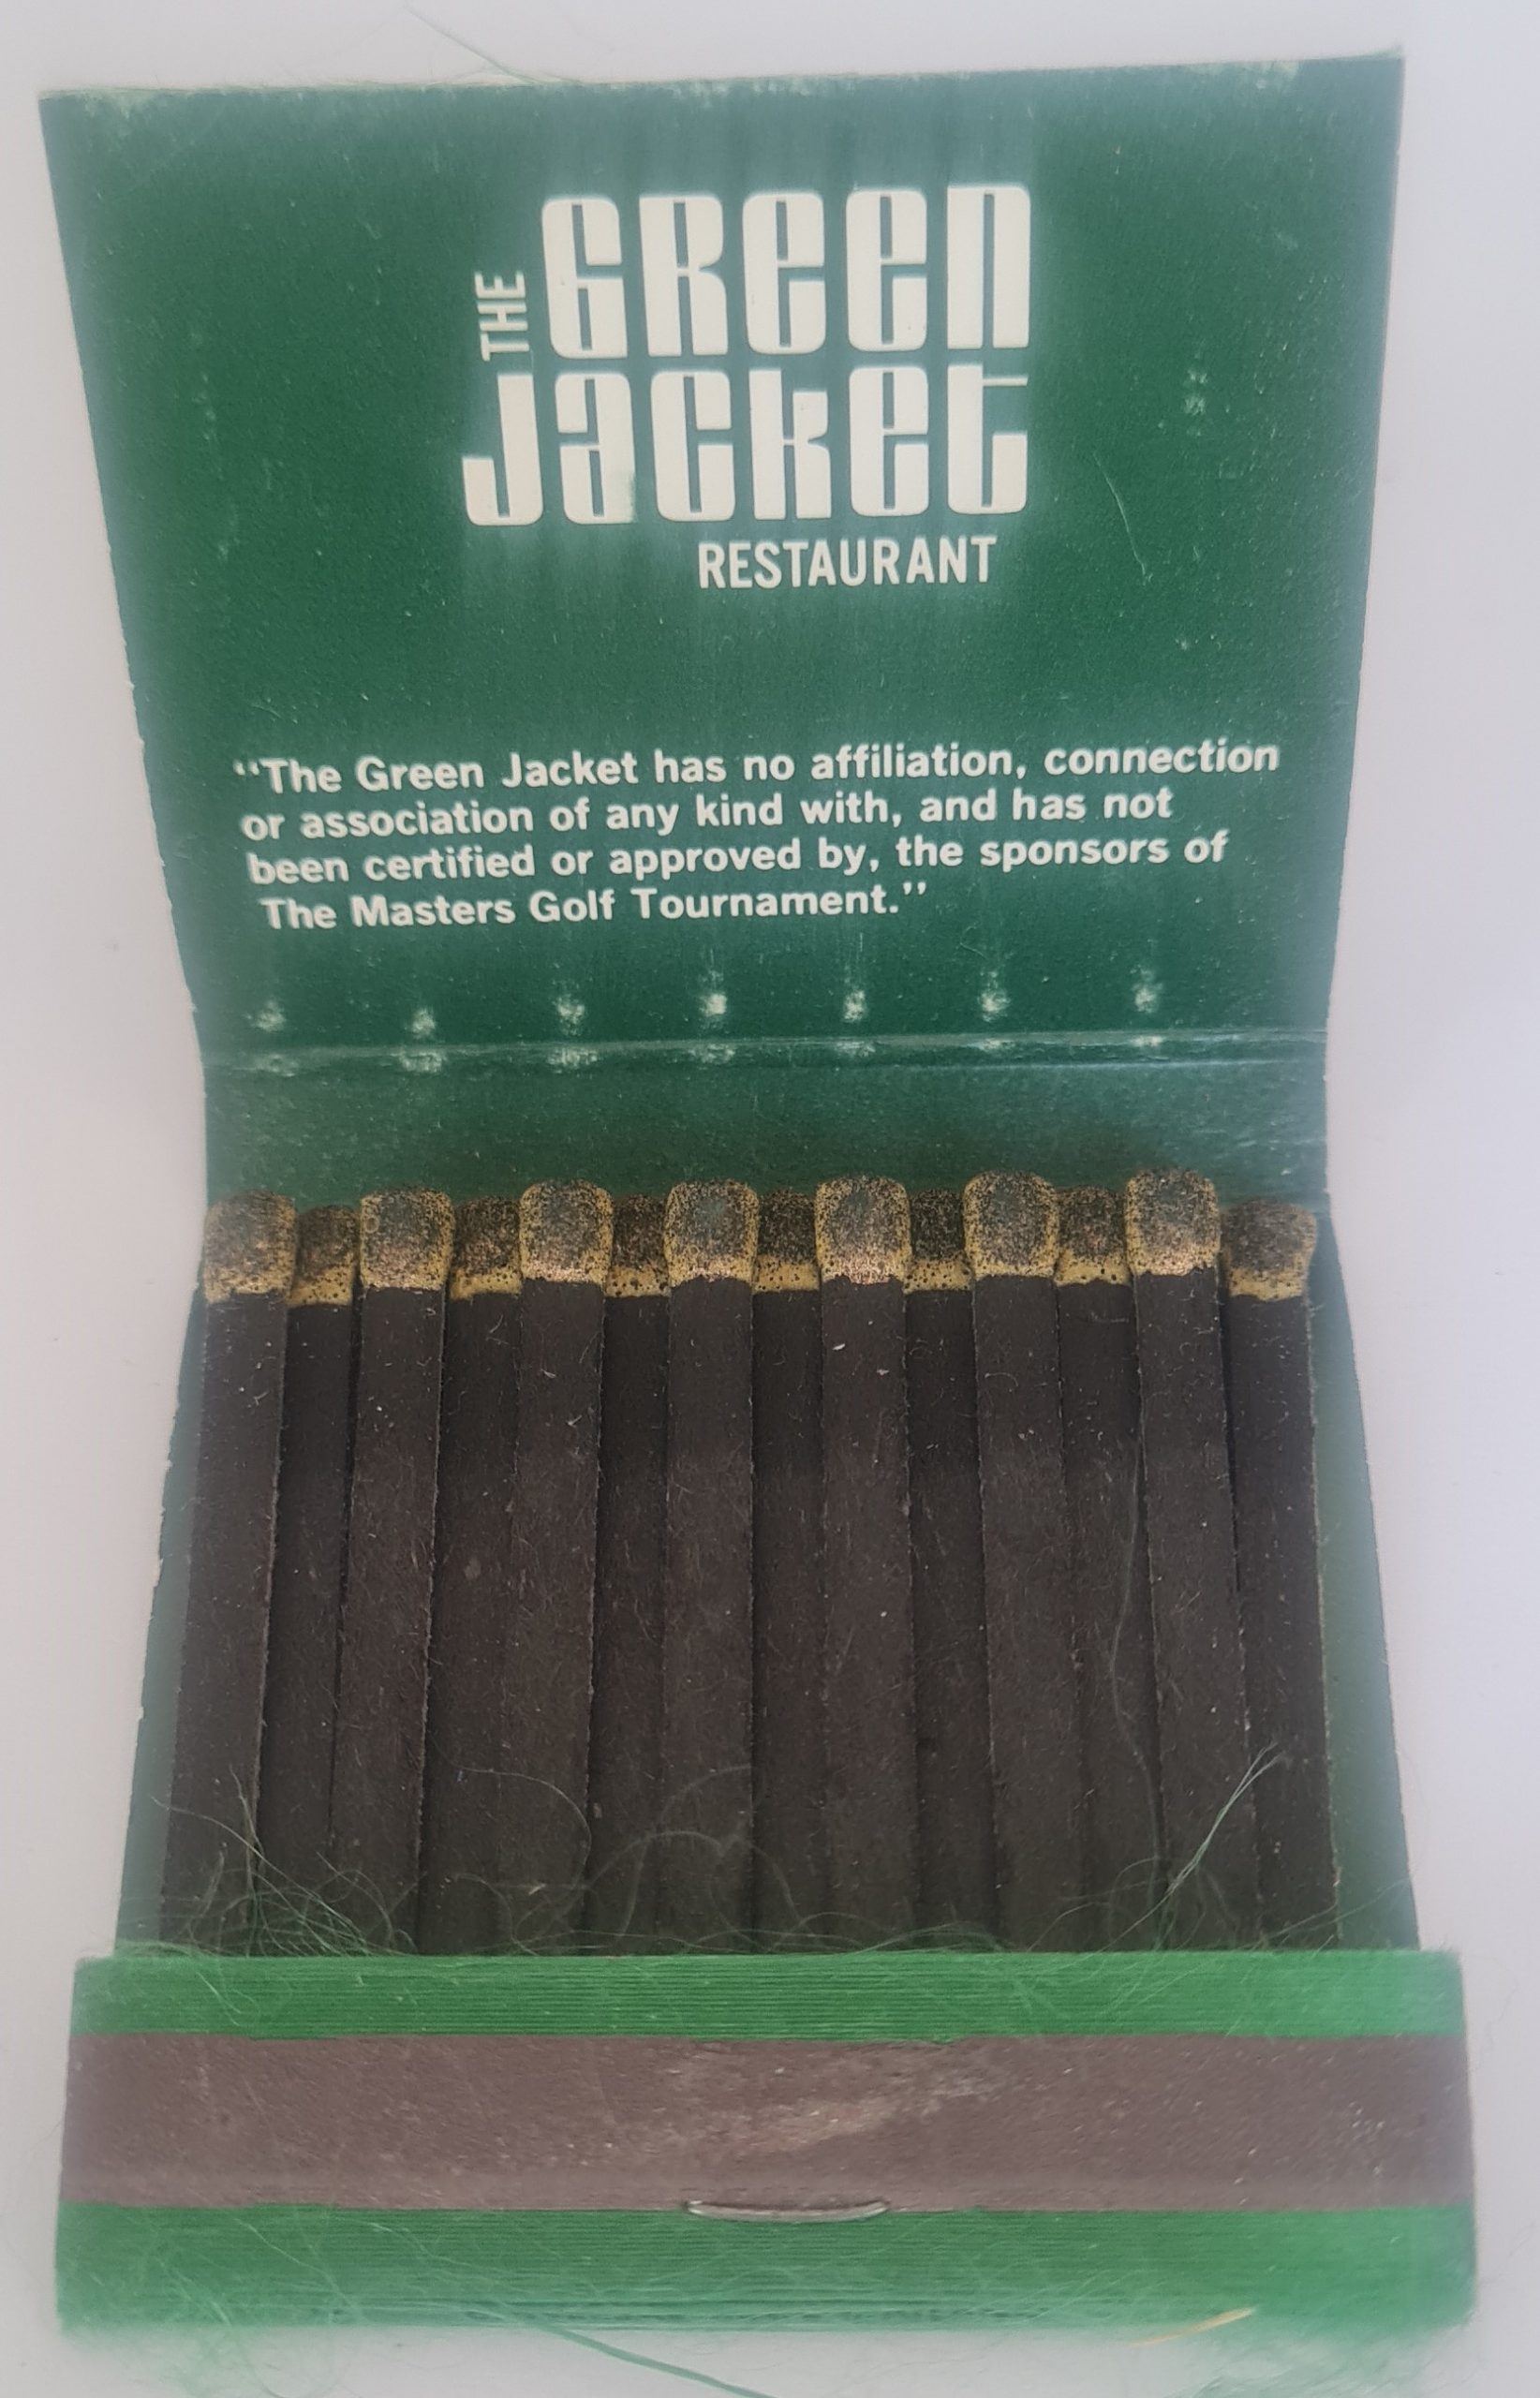 THE GReen
Jacket
RESTAURANT
“The Green Jacket has no affiliation, connection
or association of any kind with, and has not
been certified or approved by, the sponsors of
The Masters Golf Tournament.”